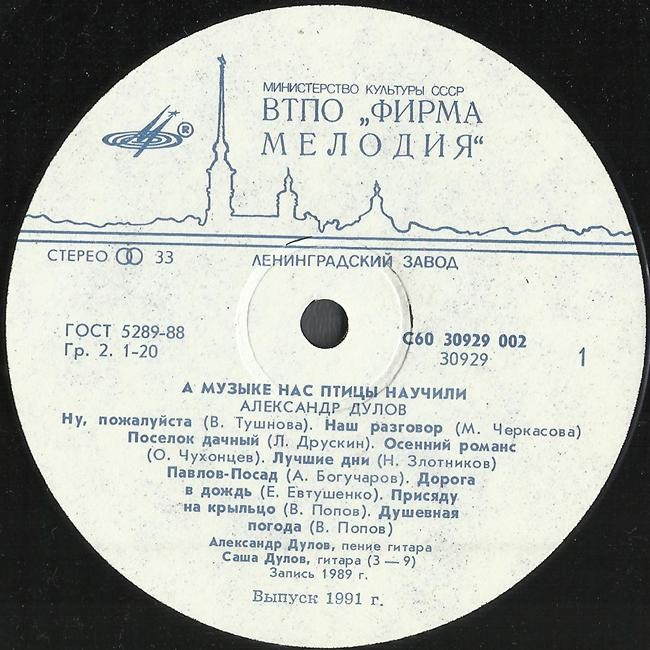 МИНИСТЕРСТВО КУЛЬТУРЫ СССР
ВТПО „ФИРМА
МЕЛОДИЯ“
®
СТЕРЕО 33
ЛЕНИНГРАДСКИЙ ЗАВОД
ГОСТ 5289-88
Гр. 2. 1-20
С60 30929 002
30929
1
А МУЗЫКЕ НАС ПТИЦЫ НАУЧИЛИ
АЛЕКСАНДР ДУЛОВ
Ну, пожалуйста (В. Тушнова). Наш разговор (М. Черкасова)
Поселок дачный (Л. Друскин). Осенний романс
(О. Чухонцев). Лучшие дни (Н. Злотников)
Павлов-Посад (А. Богучаров). Дорога
в дождь (Е. Евтушенко). Присяду
на крыльцо (В. Попов). Душевная
погода (В. Попов)
Александр Дулов, пение гитара
Саша Дулов, гитара (3 — 9)
Запись 1989 г.
Выпуск 1991 г.